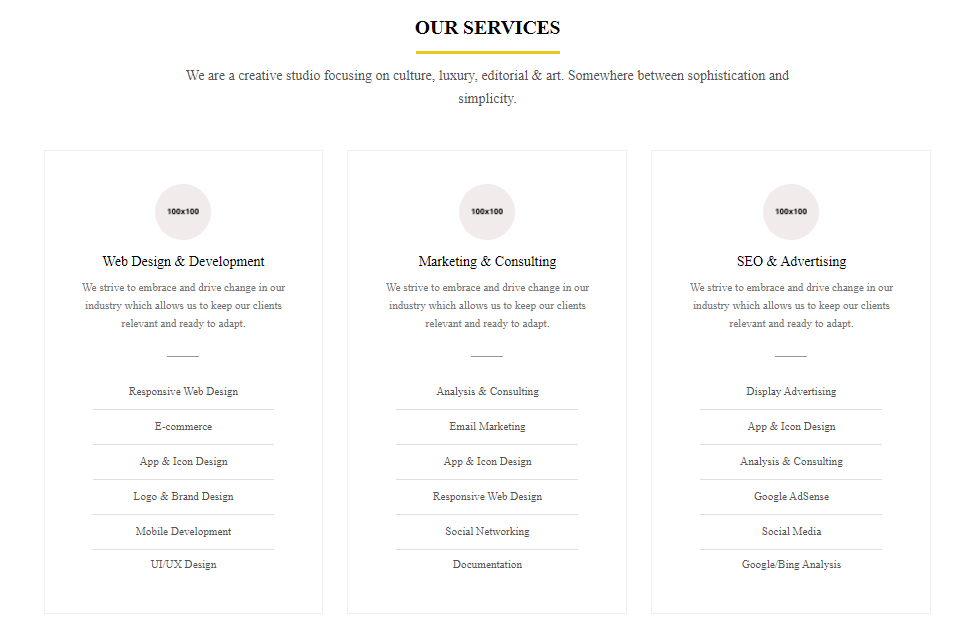 OUR SERVICES
We are a creative studio focusing on culture, luxury, editorial & art. Somewhere between sophistication and
simplicity.
100x100
Web Design & Development
We strive to embrace and drive change in our
industry which allows us to keep our clients
relevant and ready to adapt.
Responsive Web Design
E-commerce
App & Icon Design
Logo & Brand Design
Mobile Development
UI/UX Design
100x100
Marketing & Consulting
We strive to embrace and drive change in our
industry which allows us to keep our clients
relevant and ready to adapt.
Analysis & Consulting
Email Marketing
App & Icon Design
Responsive Web Design
Social Networking
Documentation
100x100
SEO & Advertising
We strive to embrace and drive change in our
industry which allows us to keep our clients
relevant and ready to adapt.
Display Advertising
App & Icon Design
Analysis & Consulting
Google AdSense
Social Media
Google/Bing Analysis